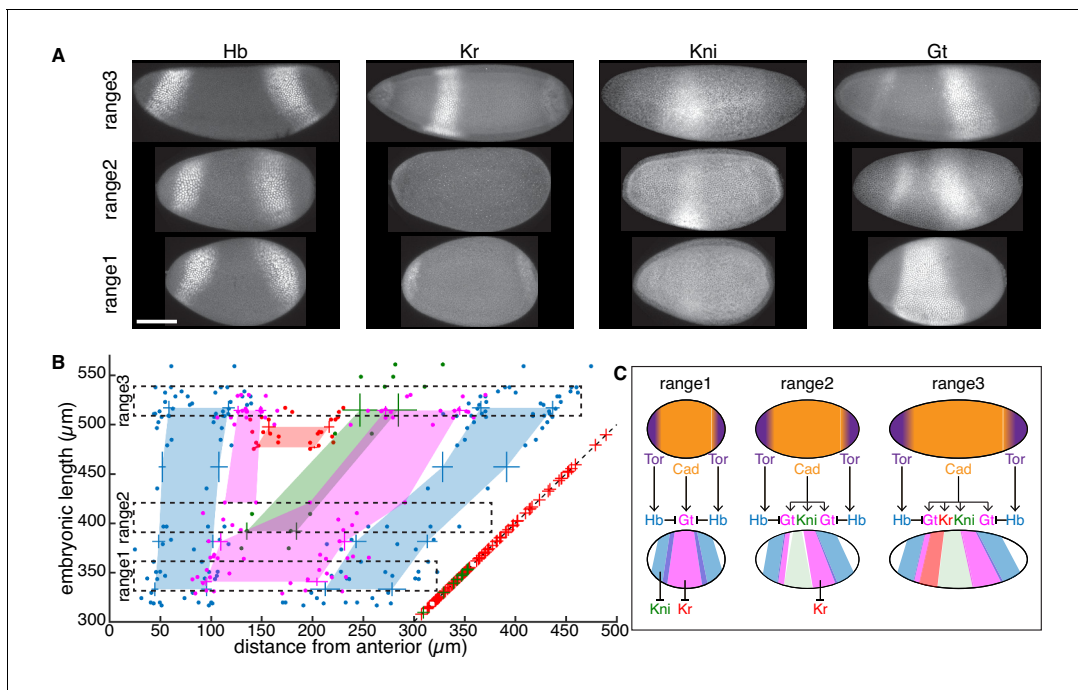 A
Hb Kr Kni Gt
range3
range2
range1
B
embryonic length (µm)
550
500
450
400
350
300
range3
range2
range1
0 50 100 150 200 250 300 350 400 450 500
distance from anterior (µm)
C
range1 range2 range3
Tor Cad Tor
Tor Cad Tor
Tor Cad Tor
Hb Gt Hb
Hb Gt Kni Gt Hb
Hb Gt Kr Kni Gt Hb
Kni Kr
Kr